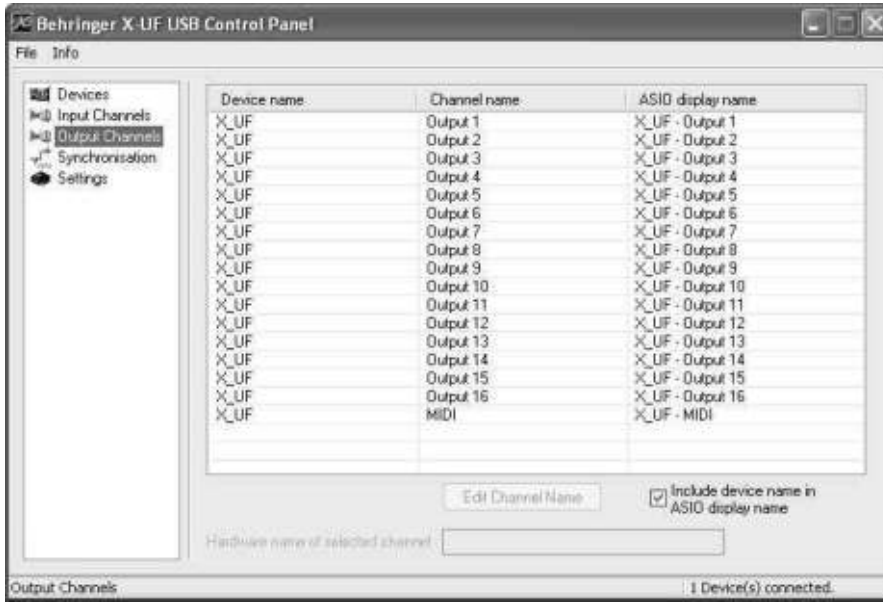 Behringer X-UF USB Control Panel
File Info
Devices
Input Channels
Output Channels
Synchronisation
Settings
Device name Channel name ASIO display name
X_UF Output 1 X_UF - Output 1
X_UF Output 2 X_UF - Output 2
X_UF Output 3 X_UF - Output 3
X_UF Output 4 X_UF - Output 4
X_UF Output 5 X_UF - Output 5
X_UF Output 6 X_UF - Output 6
X_UF Output 7 X_UF - Output 7
X_UF Output 8 X_UF - Output 8
X_UF Output 9 X_UF - Output 9
X_UF Output 10 X_UF - Output 10
X_UF Output 11 X_UF - Output 11
X_UF Output 12 X_UF - Output 12
X_UF Output 13 X_UF - Output 13
X_UF Output 14 X_UF - Output 14
X_UF Output 15 X_UF - Output 15
X_UF Output 16 X_UF - Output 16
X_UF MIDI X_UF - MIDI
Edit Channel Name
Include device name in
ASIO display name
Hardware name of selected channel
Output Channels 1 Device(s) connected.